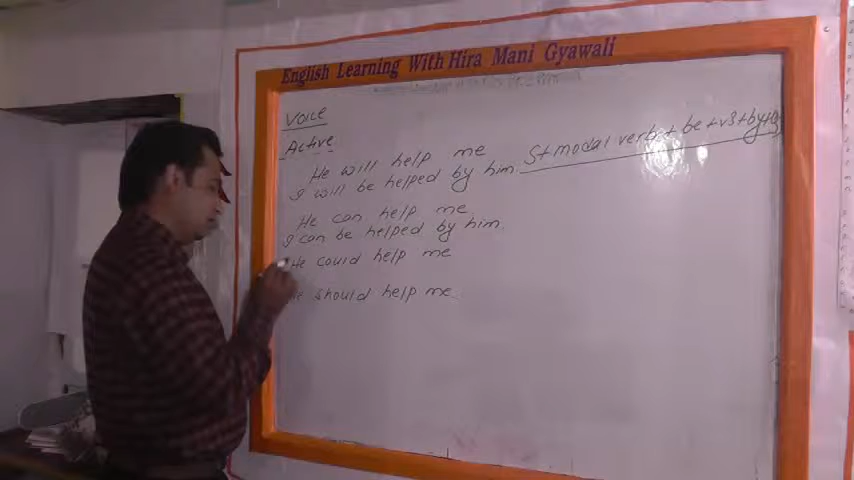 English Learning With Hira Mani Gyawali
Voice
Active
He will help me
S+modal verb+be+v3+by+O
I will be helped by him.
He can help me
I can be helped by him.
He could help me
He should help me